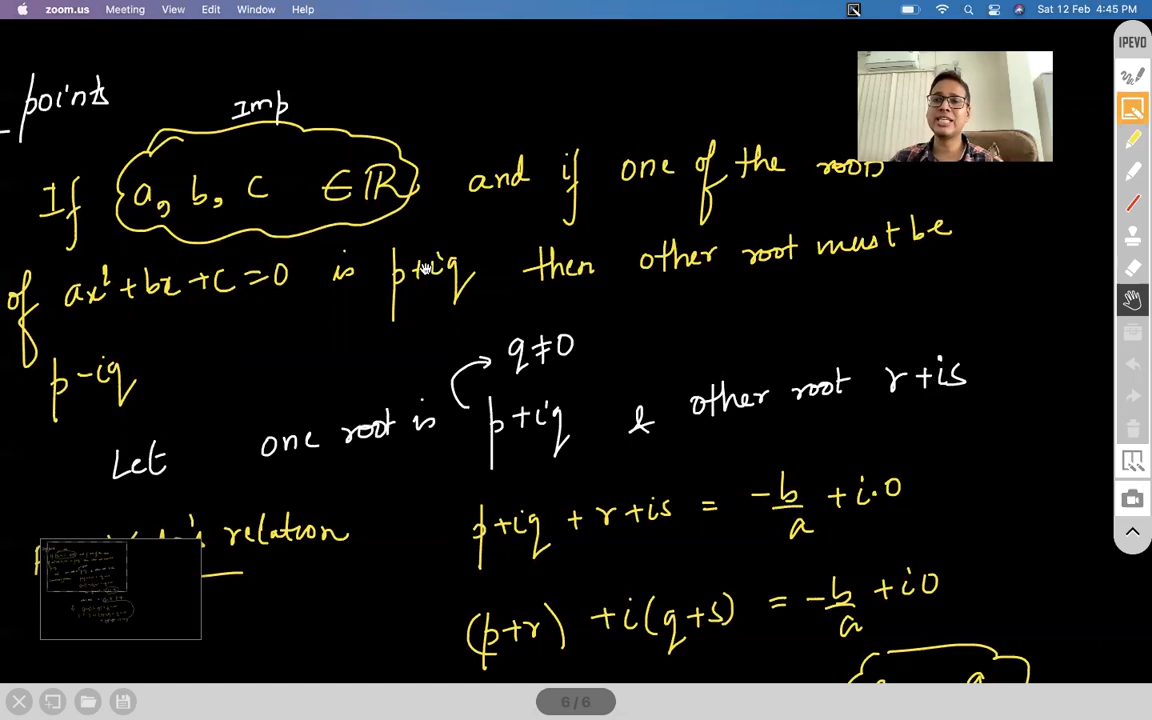 zoom.us Meeting View Edit Window Help Sat 12 Feb 4:45 PM
IPEVO
points
Imp
If a, b, c ∈ ℝ and if one of the roots
of ax²+bx+c=0 is p+iq then other root must be
p-iq
q≠0
Let one root is p+iq & other root r+is
relation
p+iq + r+is = -b/a + i·0
(p+r) + i(q+s) = -b/a + i0
6 / 6